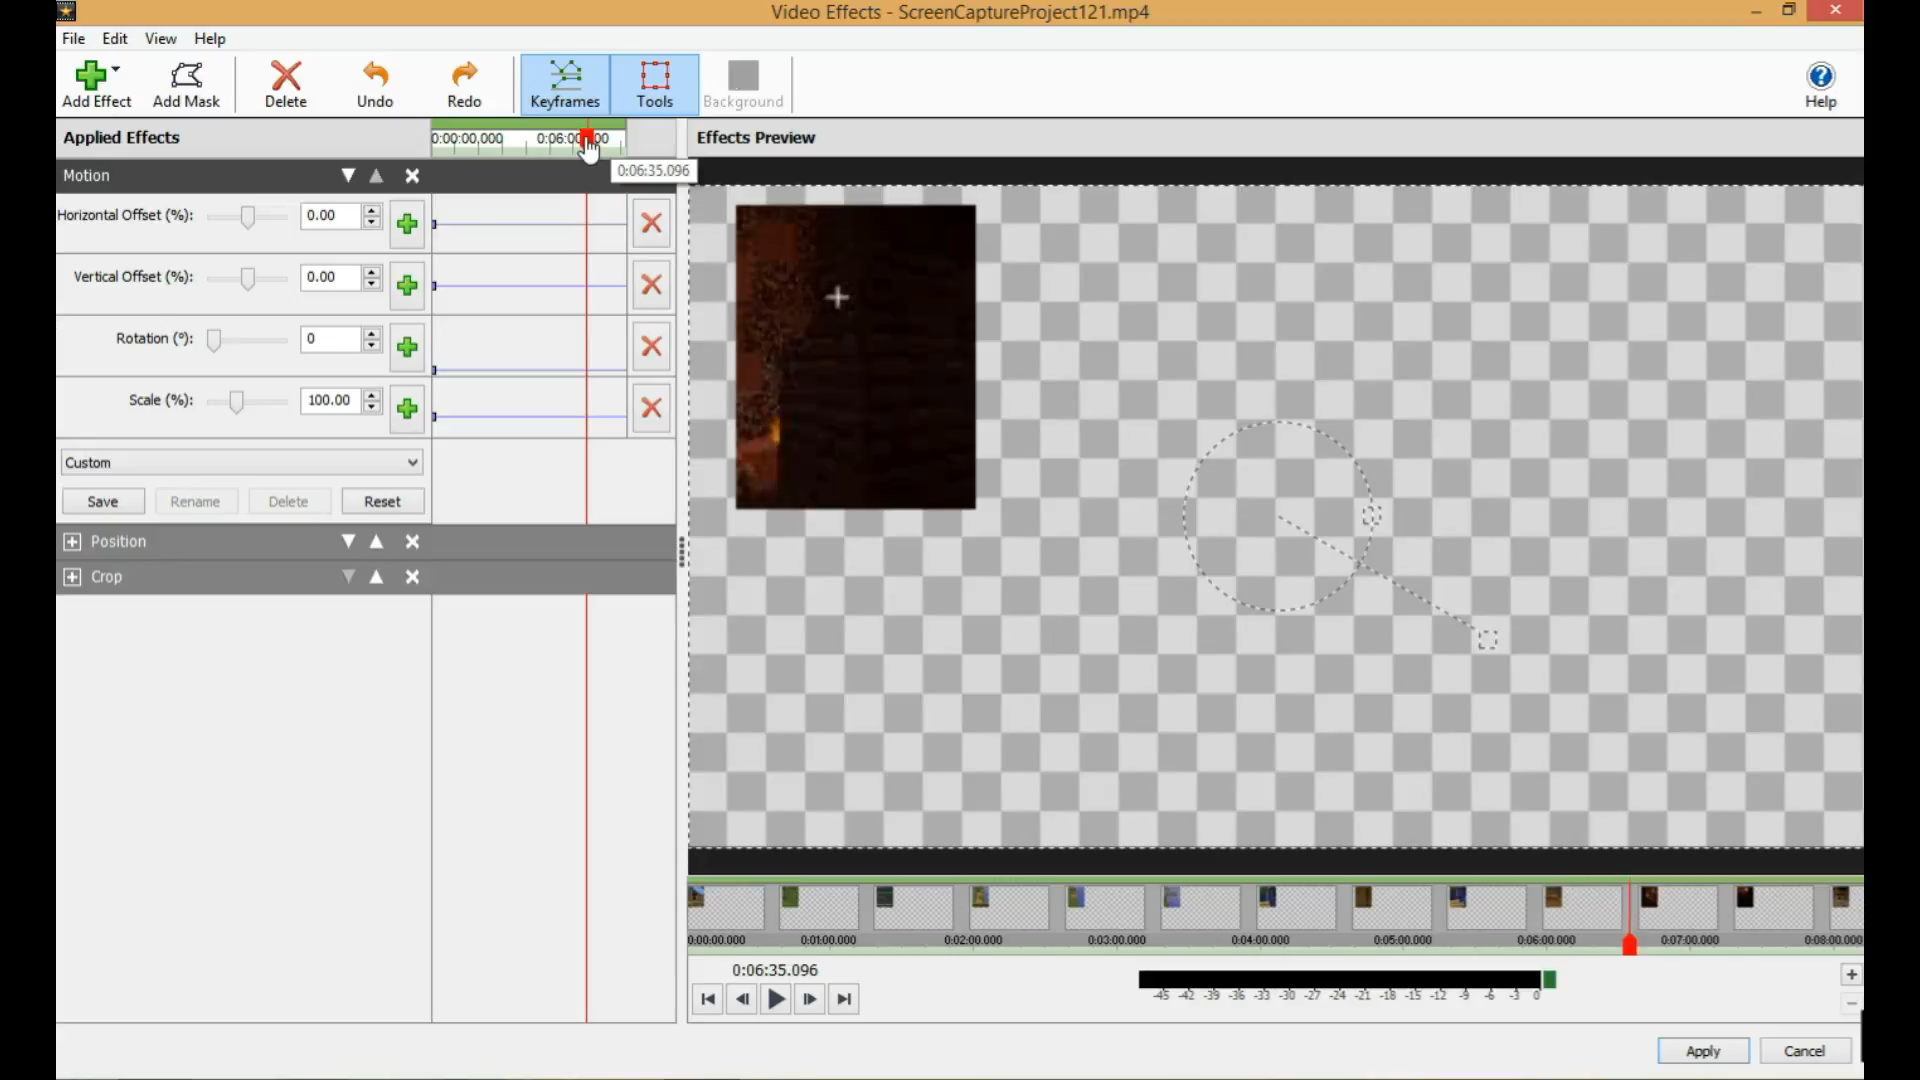 Video Effects - ScreenCaptureProject121.mp4
File Edit View Help
Add Effect Add Mask Delete Undo Redo Keyframes Tools Background Help
Applied Effects 0:00:00.000 Effects Preview
0:06:35.096
Motion
Horizontal Offset (%): 0.00
Vertical Offset (%): 0.00
Rotation (°): 0
Scale (%): 100.00
Custom
Save Rename Delete Reset
Position
Crop
0:00:00.000 0:01:00.000 0:02:00.000 0:03:00.000 0:04:00.000 0:05:00.000 0:06:00.000 0:07:00.000 0:08:00.000
0:06:35.096
-45 -42 -39 -36 -33 -30 -27 -24 -21 -18 -15 -12 -9 -6 -3 0
Apply Cancel